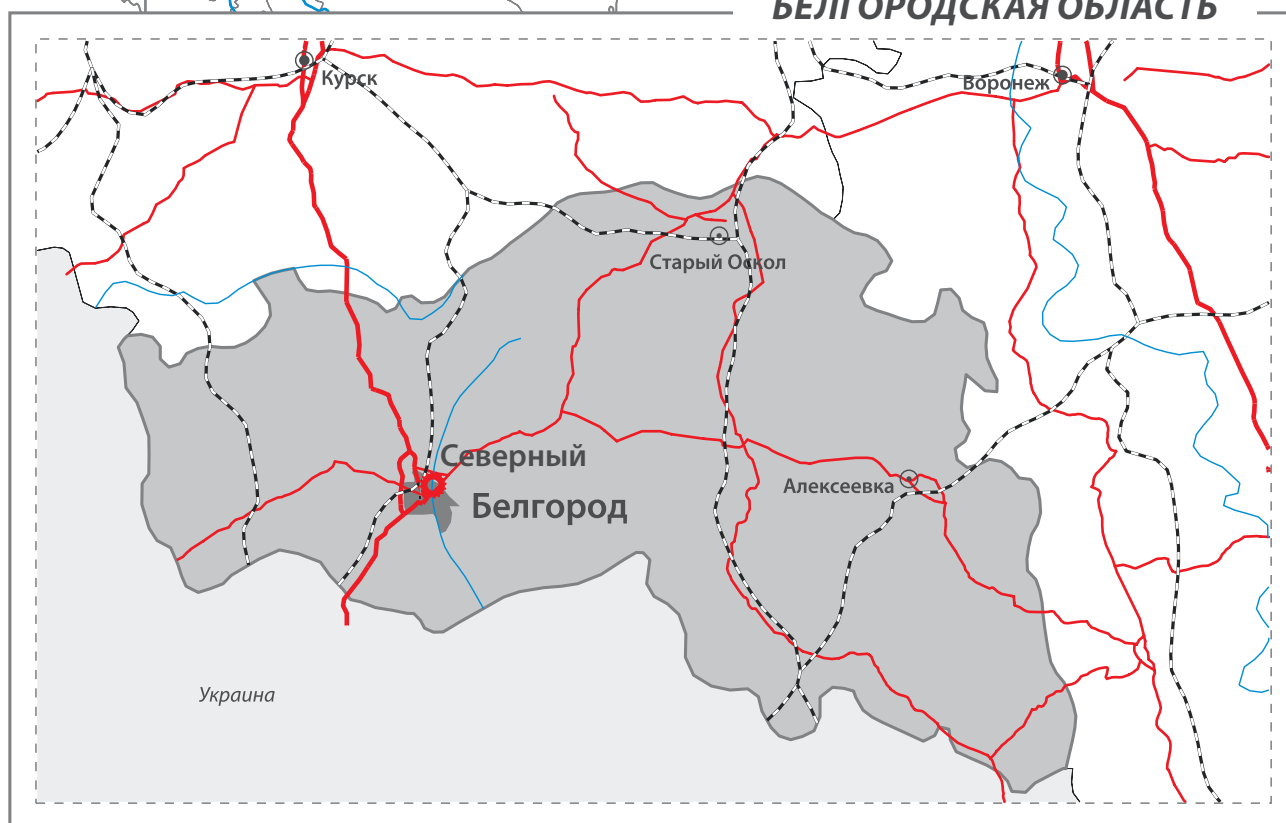 БЕЛГОРОДСКАЯ ОБЛАСТЬ
Курск
Воронеж
Старый Оскол
Северный
Алексеевка
Белгород
Украина